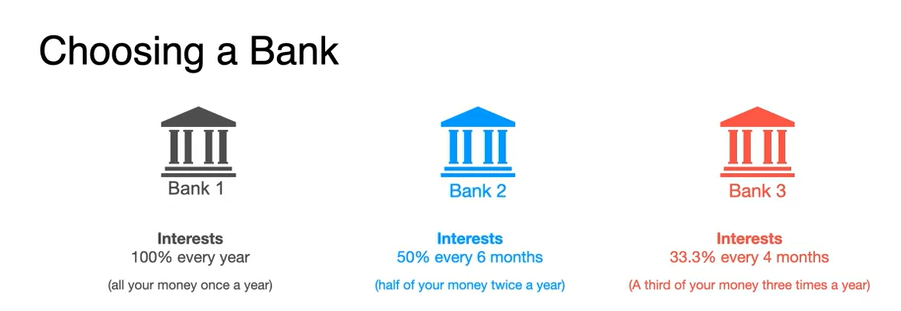 Choosing a Bank
Bank 1
Bank 2
Bank 3
Interests
100% every year
(all your money once a year)
Interests
50% every 6 months
(half of your money twice a year)
Interests
33.3% every 4 months
(A third of your money three times a year)